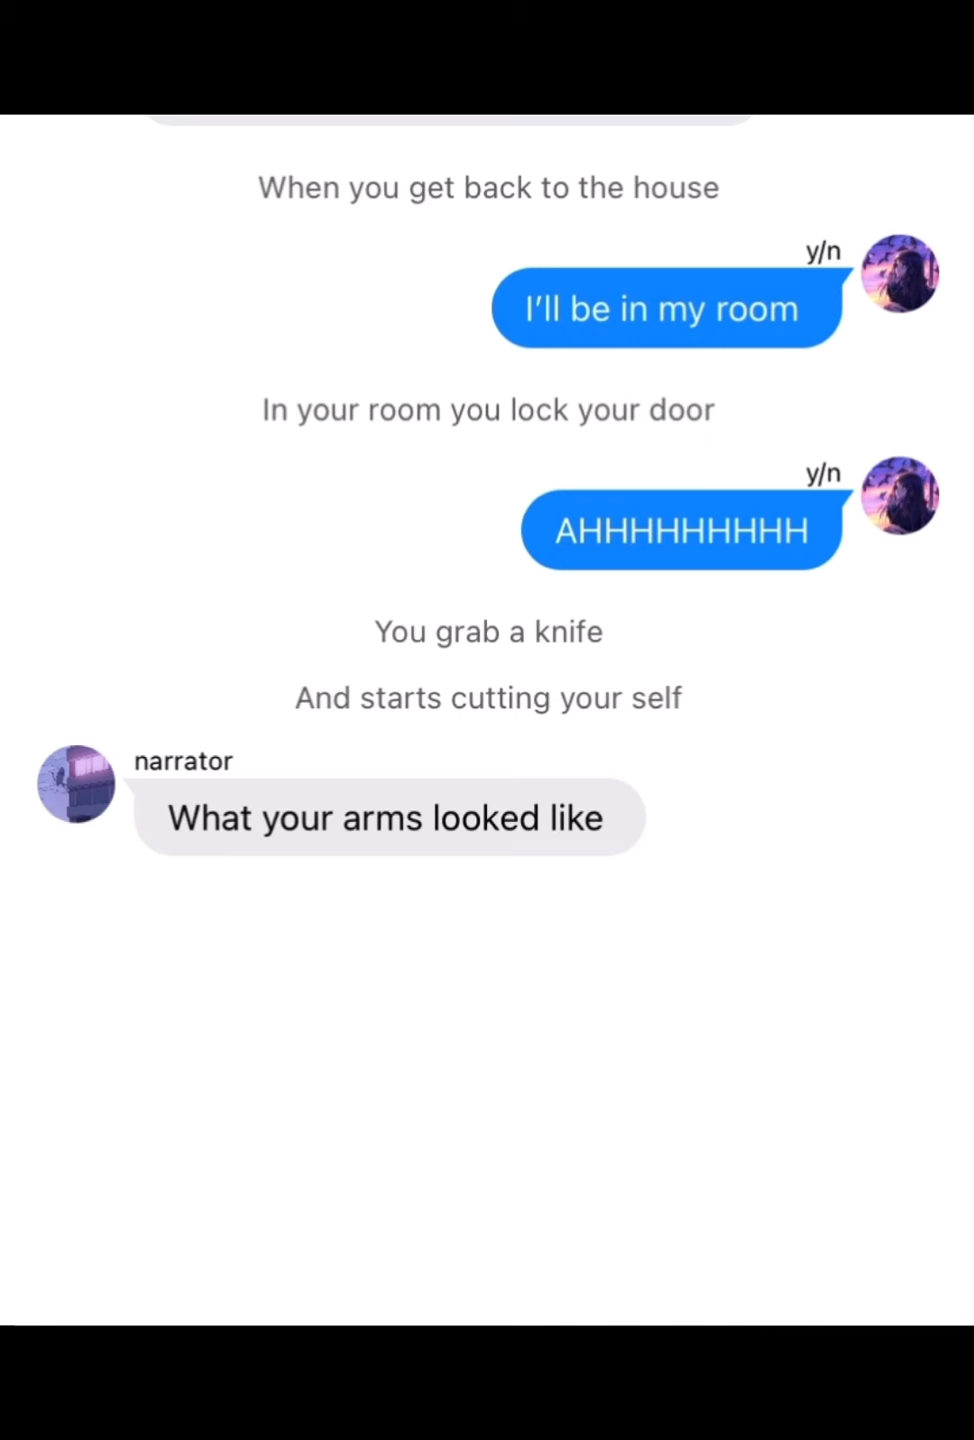 When you get back to the house
y/n
I'll be in my room
In your room you lock your door
y/n
AHHHHHHHHH
You grab a knife
And starts cutting your self
narrator
What your arms looked like